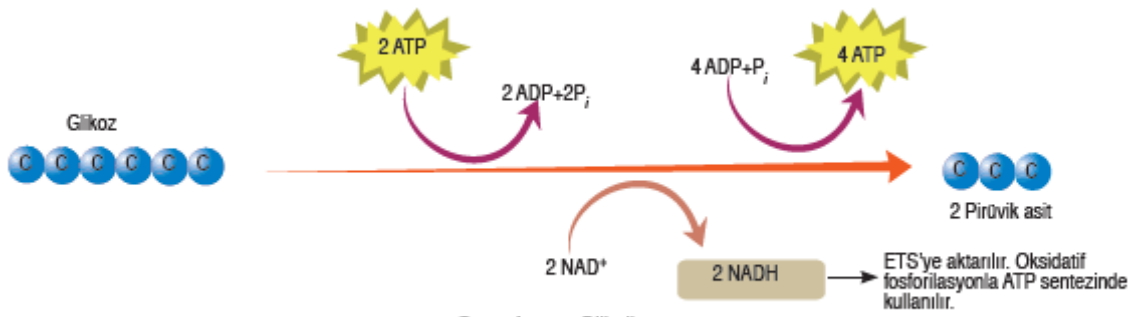 2 ATP
2 ADP+2Pi
4 ADP+Pi
4 ATP
Glikoz
C C C C C C
C C C
2 Pirüvik asit
2 NAD+
2 NADH
ETS'ye aktarılır. Oksidatif
fosforilasyonla ATP sentezinde
kullanılır.